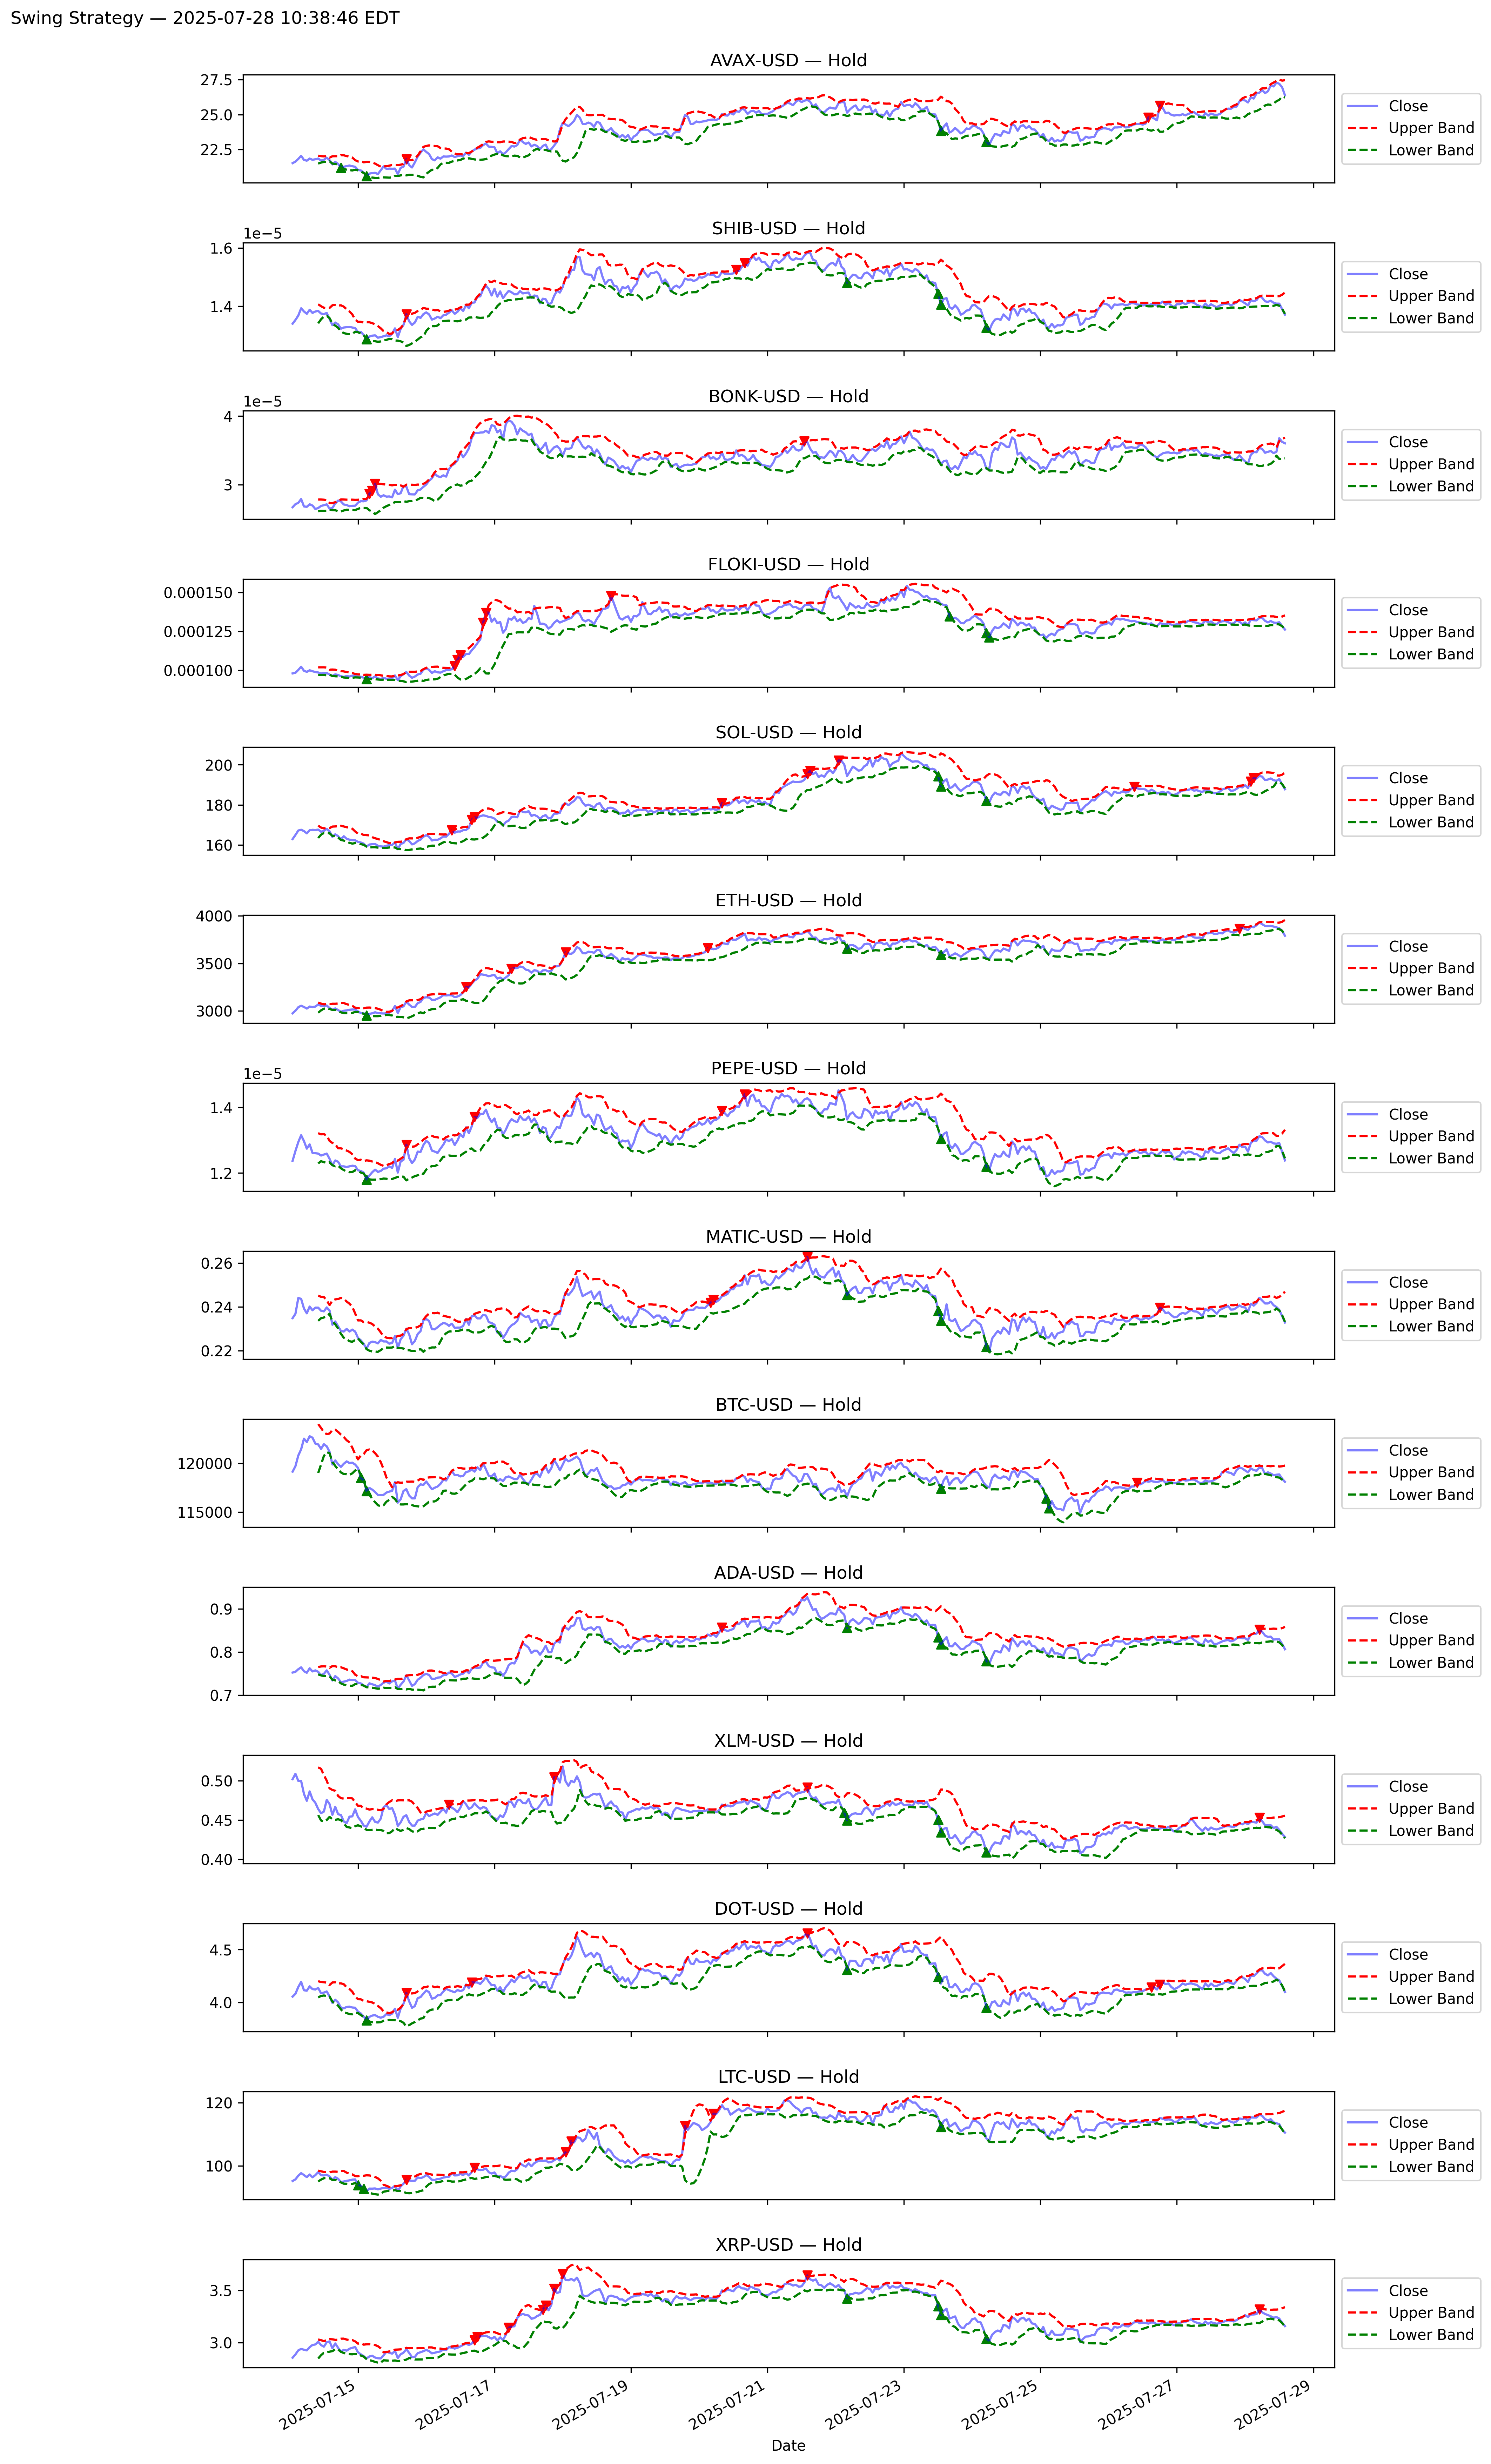 Swing Strategy — 2025-07-28 10:38:46 EDT
AVAX-USD — Hold
27.5
25.0
22.5
Close
Upper Band
Lower Band
SHIB-USD — Hold
1e−5
1.6
1.4
Close
Upper Band
Lower Band
BONK-USD — Hold
1e−5
4
3
Close
Upper Band
Lower Band
FLOKI-USD — Hold
0.000150
0.000125
0.000100
Close
Upper Band
Lower Band
SOL-USD — Hold
200
180
160
Close
Upper Band
Lower Band
ETH-USD — Hold
4000
3500
3000
Close
Upper Band
Lower Band
PEPE-USD — Hold
1e−5
1.4
1.2
Close
Upper Band
Lower Band
MATIC-USD — Hold
0.26
0.24
0.22
Close
Upper Band
Lower Band
BTC-USD — Hold
120000
115000
Close
Upper Band
Lower Band
ADA-USD — Hold
0.9
0.8
0.7
Close
Upper Band
Lower Band
XLM-USD — Hold
0.50
0.45
0.40
Close
Upper Band
Lower Band
DOT-USD — Hold
4.5
4.0
Close
Upper Band
Lower Band
LTC-USD — Hold
120
100
Close
Upper Band
Lower Band
XRP-USD — Hold
3.5
3.0
Close
Upper Band
Lower Band
2025-07-15
2025-07-17
2025-07-19
2025-07-21
2025-07-23
2025-07-25
2025-07-27
2025-07-29
Date